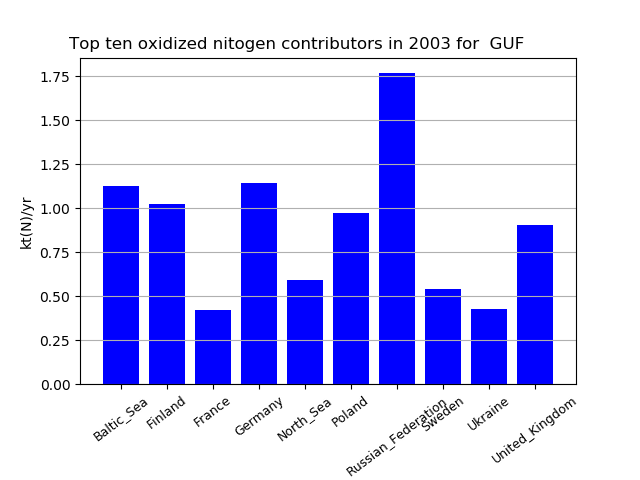 Top ten oxidized nitogen contributors in 2003 for  GUF
kt(N)/yr
1.75
1.50
1.25
1.00
0.75
0.50
0.25
0.00
Baltic_Sea
Finland
France
Germany
North_Sea
Poland
Russian_Federation
Sweden
Ukraine
United_Kingdom